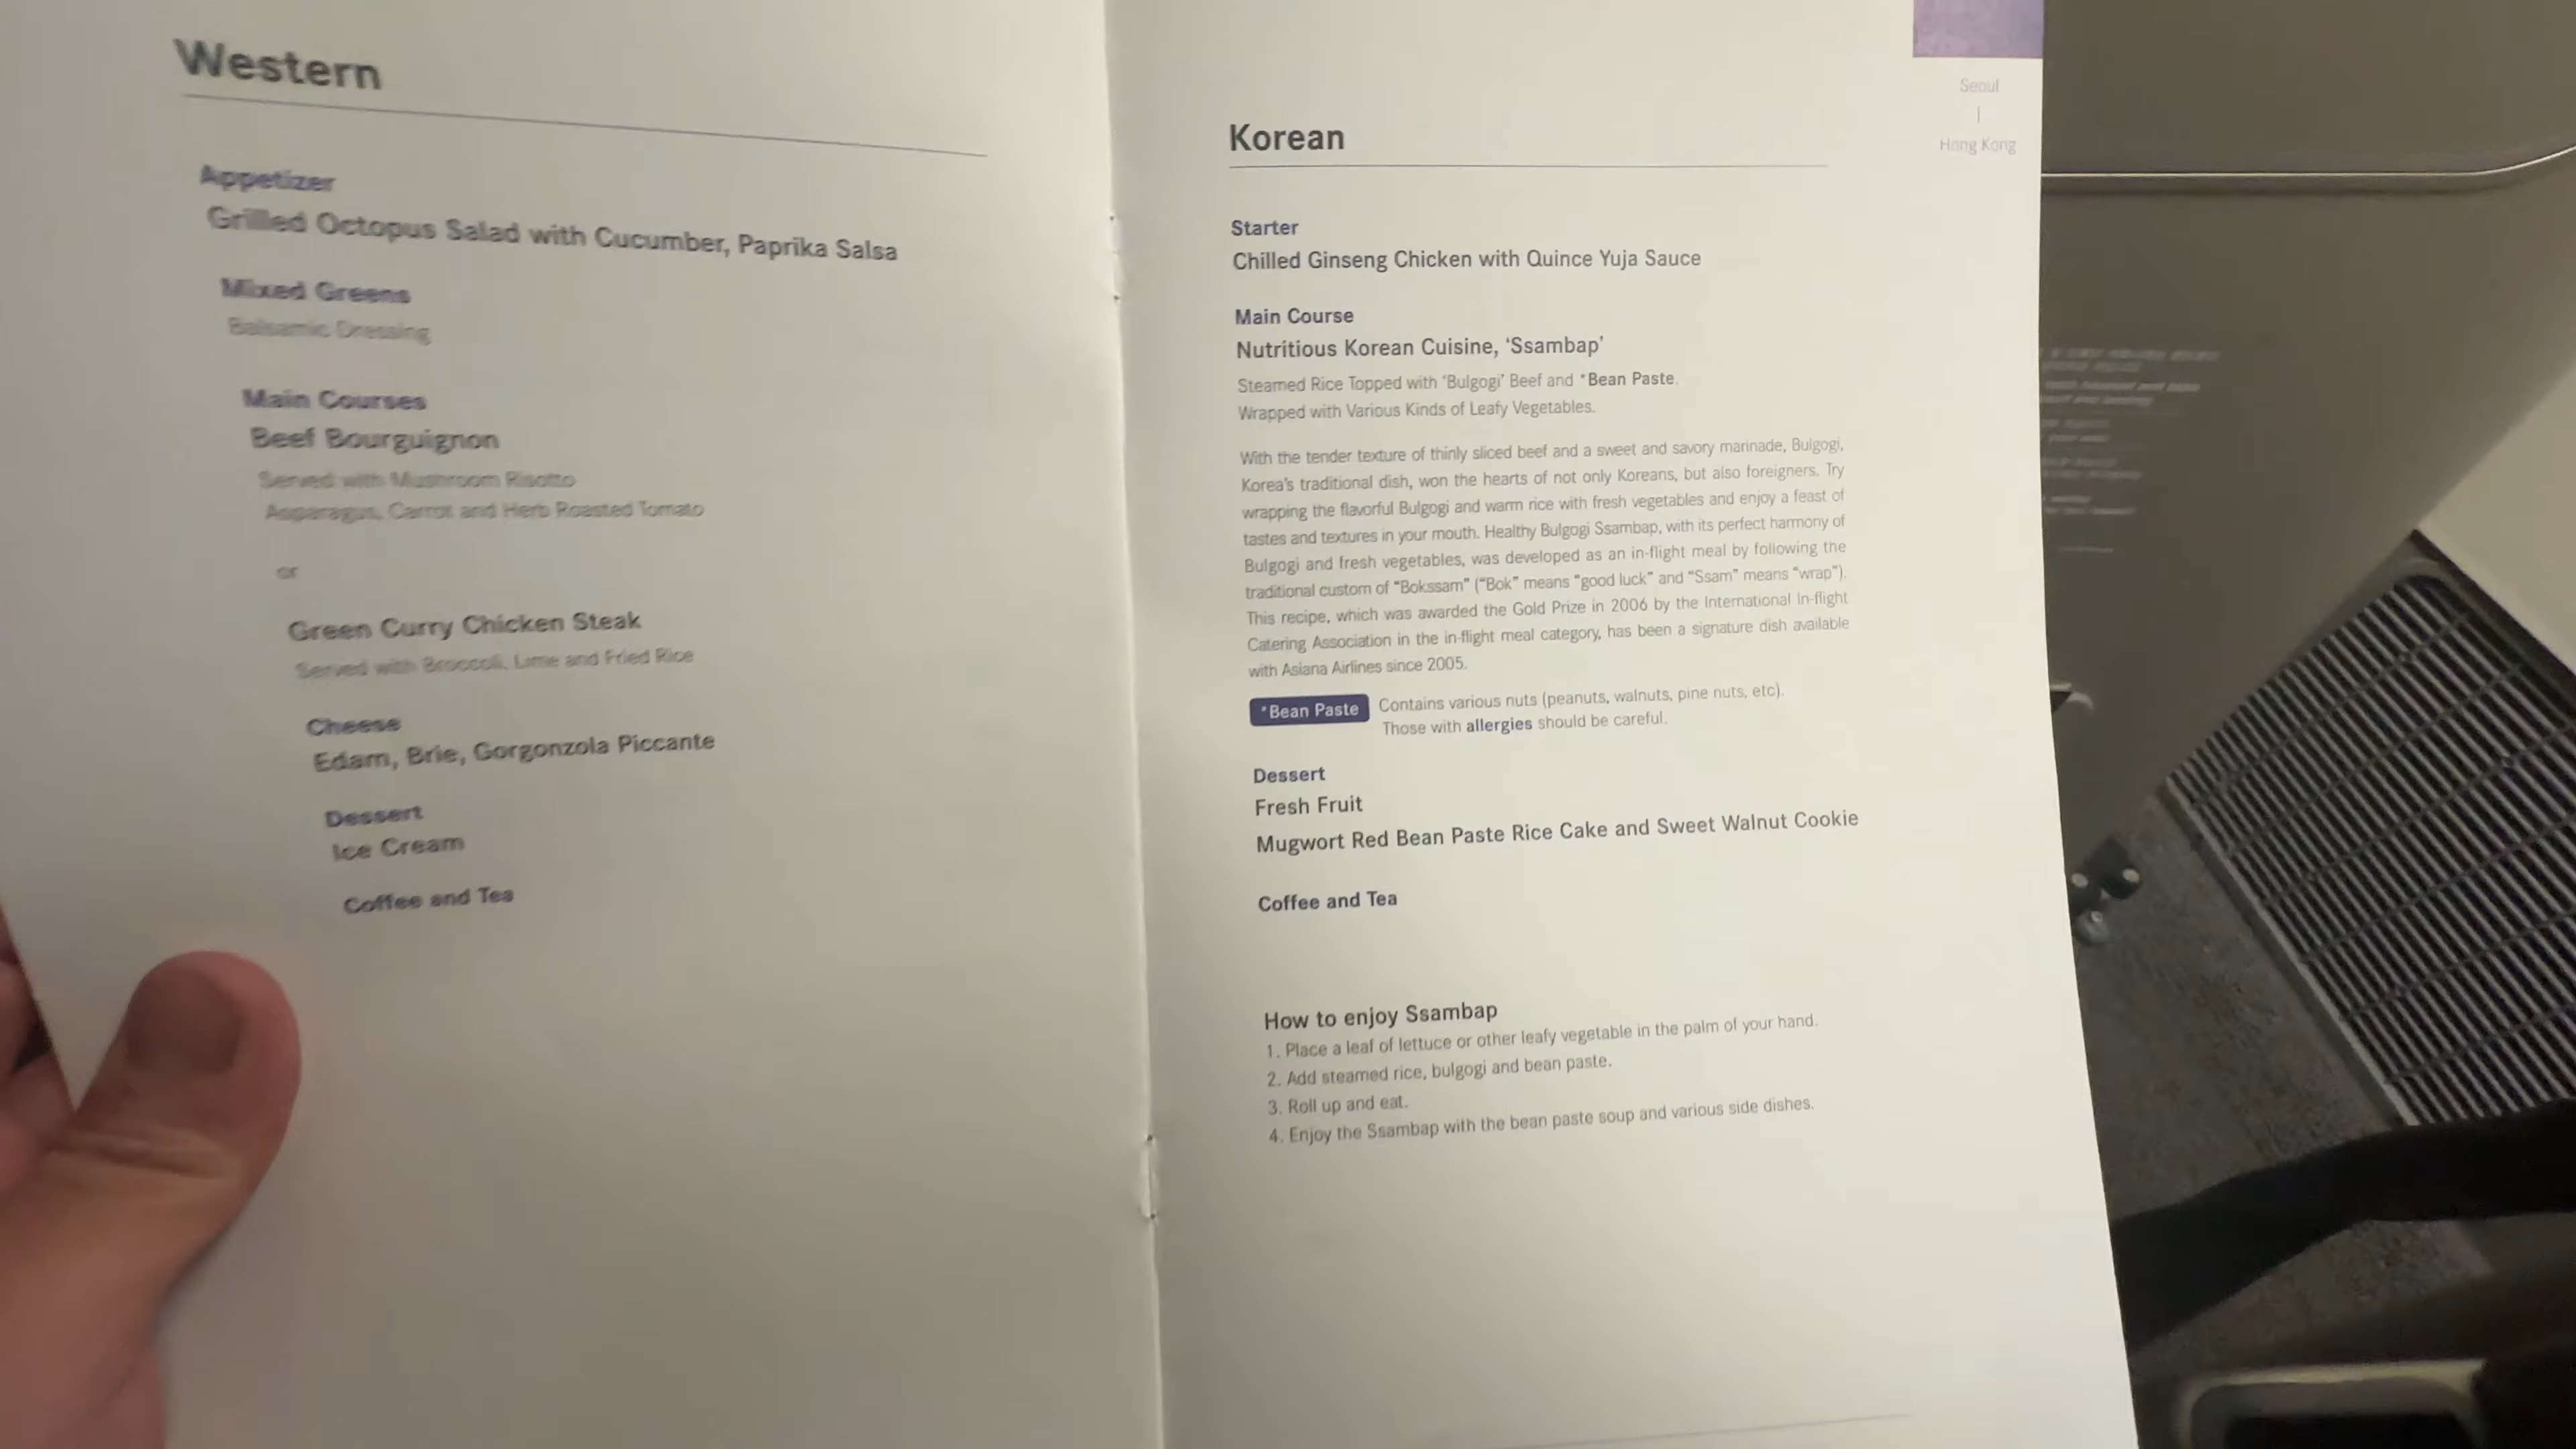 Western
Appetizer
Grilled Octopus Salad with Cucumber, Paprika Salsa
Mixed Greens
Balsamic Dressing
Main Courses
Beef Bourguignon
Served with Mushroom Risotto
Asparagus, Carrot and Herb Roasted Tomato
or
Green Curry Chicken Steak
Served with Broccoli, Lime and Fried Rice
Cheese
Edam, Brie, Gorgonzola Piccante
Dessert
Ice Cream
Coffee and Tea
Seoul
Hong Kong
Korean
Starter
Chilled Ginseng Chicken with Quince Yuja Sauce
Main Course
Nutritious Korean Cuisine, ‘Ssambap’
Steamed Rice Topped with ‘Bulgogi’ Beef and *Bean Paste.
Wrapped with Various Kinds of Leafy Vegetables.
With the tender texture of thinly sliced beef and a sweet and savory marinade, Bulgogi,
Korea's traditional dish, won the hearts of not only Koreans, but also foreigners. Try
wrapping the flavorful Bulgogi and warm rice with fresh vegetables and enjoy a feast of
tastes and textures in your mouth. Healthy Bulgogi Ssambap, with its perfect harmony of
Bulgogi and fresh vegetables, was developed as an in-flight meal by following the
traditional custom of “Bokssam” (“Bok” means “good luck” and “Ssam” means “wrap”).
This recipe, which was awarded the Gold Prize in 2006 by the International In-flight
Catering Association in the in-flight meal category, has been a signature dish available
with Asiana Airlines since 2005.
*Bean Paste Contains various nuts (peanuts, walnuts, pine nuts, etc).
Those with allergies should be careful.
Dessert
Fresh Fruit
Mugwort Red Bean Paste Rice Cake and Sweet Walnut Cookie
Coffee and Tea
How to enjoy Ssambap
1. Place a leaf of lettuce or other leafy vegetable in the palm of your hand.
2. Add steamed rice, bulgogi and bean paste.
3. Roll up and eat.
4. Enjoy the Ssambap with the bean paste soup and various side dishes.